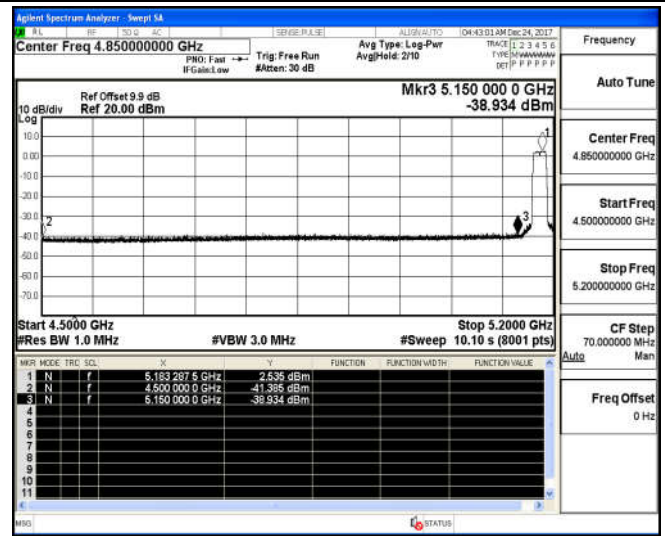 Agilent Spectrum Analyzer - Swept SA
RL RF 50 Ω AC SENSE:PULSE ALIGNAUTO 04:43:01 AM Dec 24, 2017
Center Freq 4.850000000 GHz Avg Type: Log-Pwr TRACE 1 2 3 4 5 6 Frequency
PNO: Fast Trig: Free Run Avg|Hold: 2/10 TYPE
IFGain:Low #Atten: 30 dB DET P P P P P P
Auto Tune
Ref Offset 9.9 dB Mkr3 5.150 000 0 GHz
10 dB/div Ref 20.00 dBm -38.934 dBm
Log
10.0
0.00
-10.0
-20.0
-30.0
-40.0
-50.0
-60.0
-70.0
1
2
3
Center Freq
4.850000000 GHz
Start Freq
4.500000000 GHz
Stop Freq
5.200000000 GHz
Start 4.5000 GHz Stop 5.2000 GHz
#Res BW 1.0 MHz #VBW 3.0 MHz #Sweep 10.10 s (8001 pts)
CF Step
70.000000 MHz
Auto Man
MKR MODE TRC SCL X Y FUNCTION FUNCTION WIDTH FUNCTION VALUE
1 N f 5.183 287 5 GHz 2.535 dBm
2 N f 4.500 000 0 GHz -41.385 dBm
3 N f 5.150 000 0 GHz -38.934 dBm
4
5
6
7
8
9
10
11
Freq Offset
0 Hz
MSG STATUS